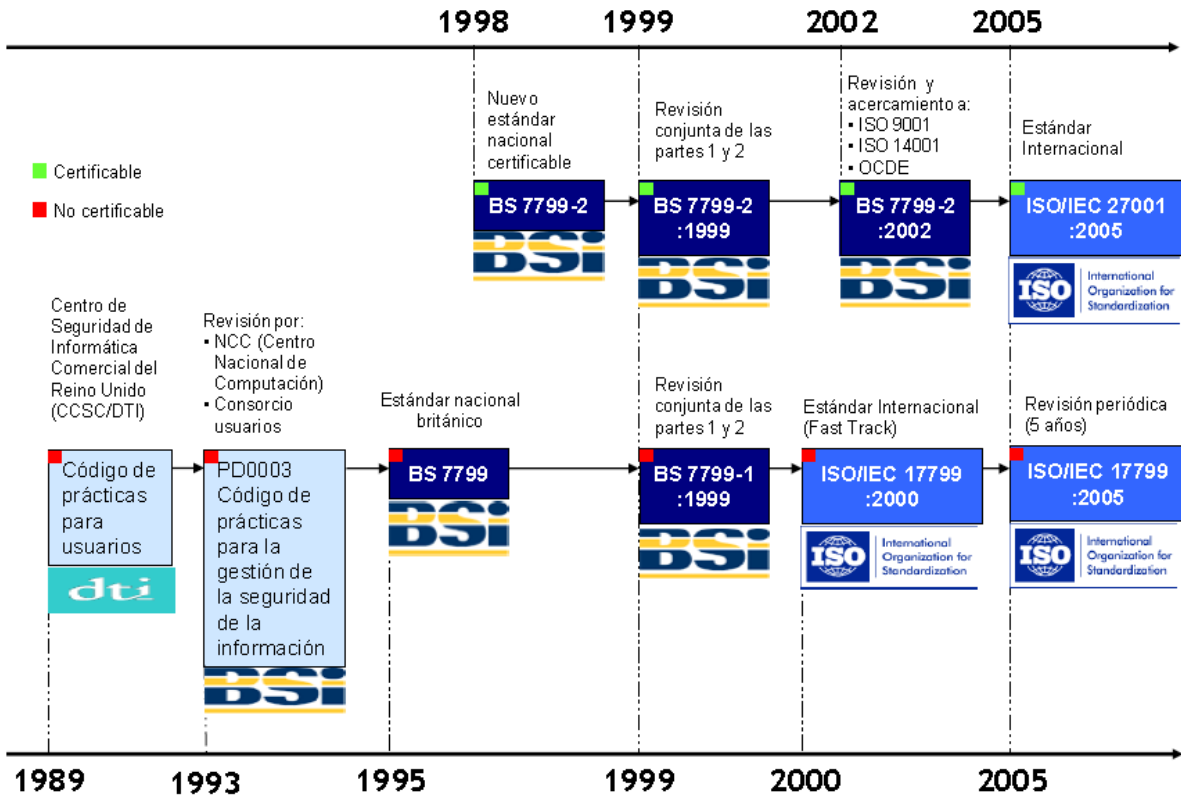 1998
1999
2002
2005
Nuevo
estándar
nacional
certificable
Revisión
conjunta de las
partes 1 y 2
Revisión y
acercamiento a:
▪ ISO 9001
▪ ISO 14001
▪ OCDE
Estándar
Internacional
Certificable
No certificable
BS 7799-2
BSi
BS 7799-2
:1999
BSi
BS 7799-2
:2002
BSi
ISO/IEC 27001
:2005
ISO
International
Organization for
Standardization
Centro de
Seguridad de
Informática
Comercial del
Reino Unido
(CCSC/DTI)
Revisión por:
▪ NCC (Centro
Nacional de
Computación)
▪ Consorcio
usuarios
Estándar nacional
británico
Revisión
conjunta de las
partes 1 y 2
Estándar Internacional
(Fast Track)
Revisión periódica
(5 años)
Código de
prácticas
para
usuarios
dti
PD0003
Código de
prácticas
para la
gestión de
la seguridad
de la
información
BSi
BS 7799
BSi
BS 7799-1
:1999
BSi
ISO/IEC 17799
:2000
ISO
International
Organization for
Standardization
ISO/IEC 17799
:2005
ISO
International
Organization for
Standardization
1989
1993
1995
1999
2000
2005